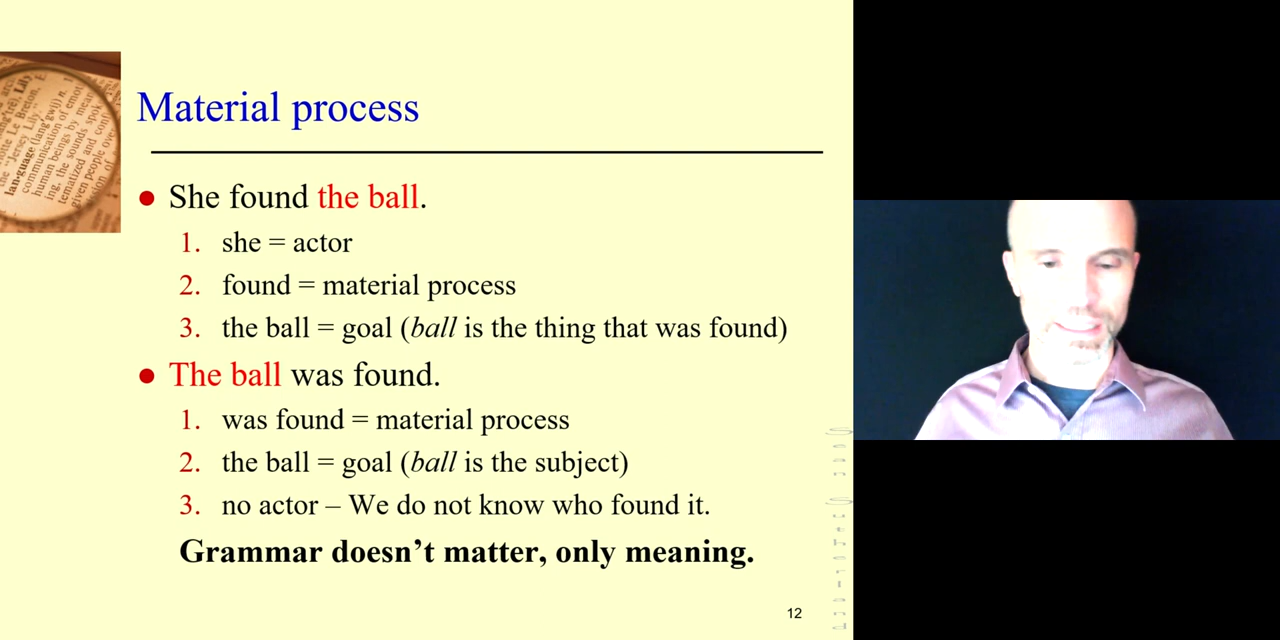 Material process
● She found the ball.
1. she = actor
2. found = material process
3. the ball = goal (ball is the thing that was found)
● The ball was found.
1. was found = material process
2. the ball = goal (ball is the subject)
3. no actor – We do not know who found it.
Grammar doesn’t matter, only meaning.
12